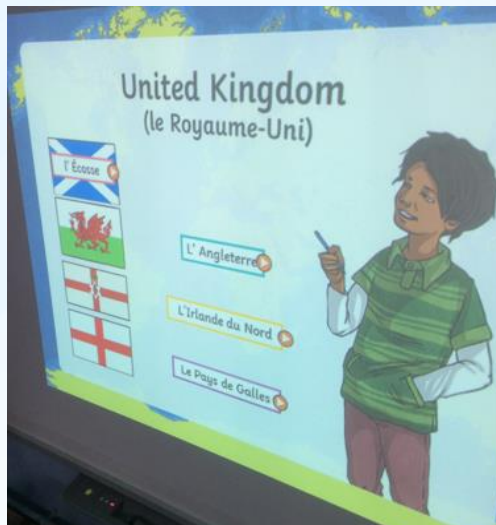 United Kingdom
(le Royaume-Uni)
l' Écosse
L' Angleterre
L'Irlande du Nord
Le Pays de Galles